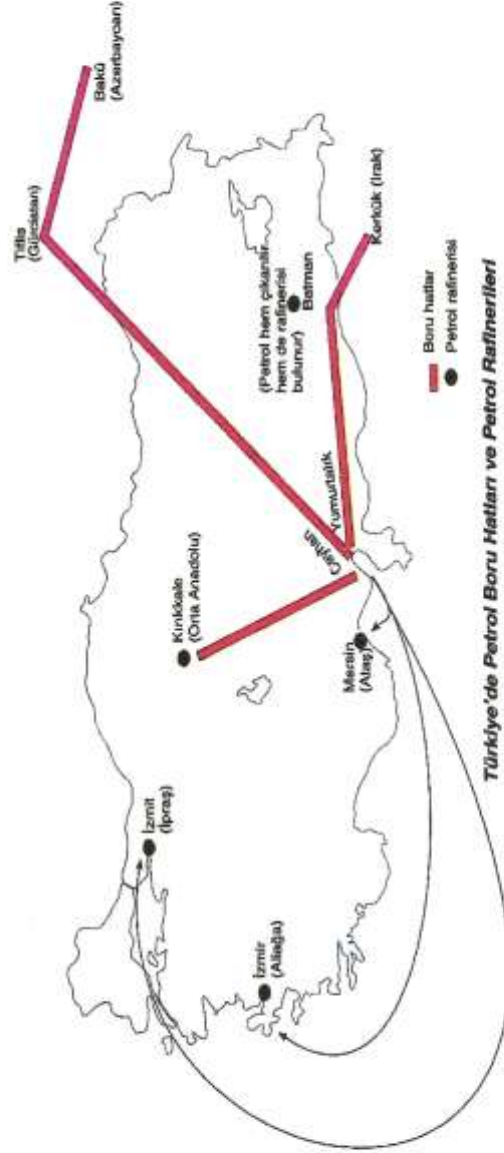 Bakü
(Azerbaycan)
Tiflis
(Gürcistan)
Kerkük (Irak)
(Petrol hem çıkarılır
hem de rafinerisi
bulunur)
Batman
Boru hatlar
Petrol rafinerisi
Yumurtalık
Ceyhan
Kırıkkale
(Orta Anadolu)
Mersin
(Ataş)
İzmit
(İpraş)
İzmir
(Aliağa)
Türkiye'de Petrol Boru Hatları ve Petrol Rafinerileri